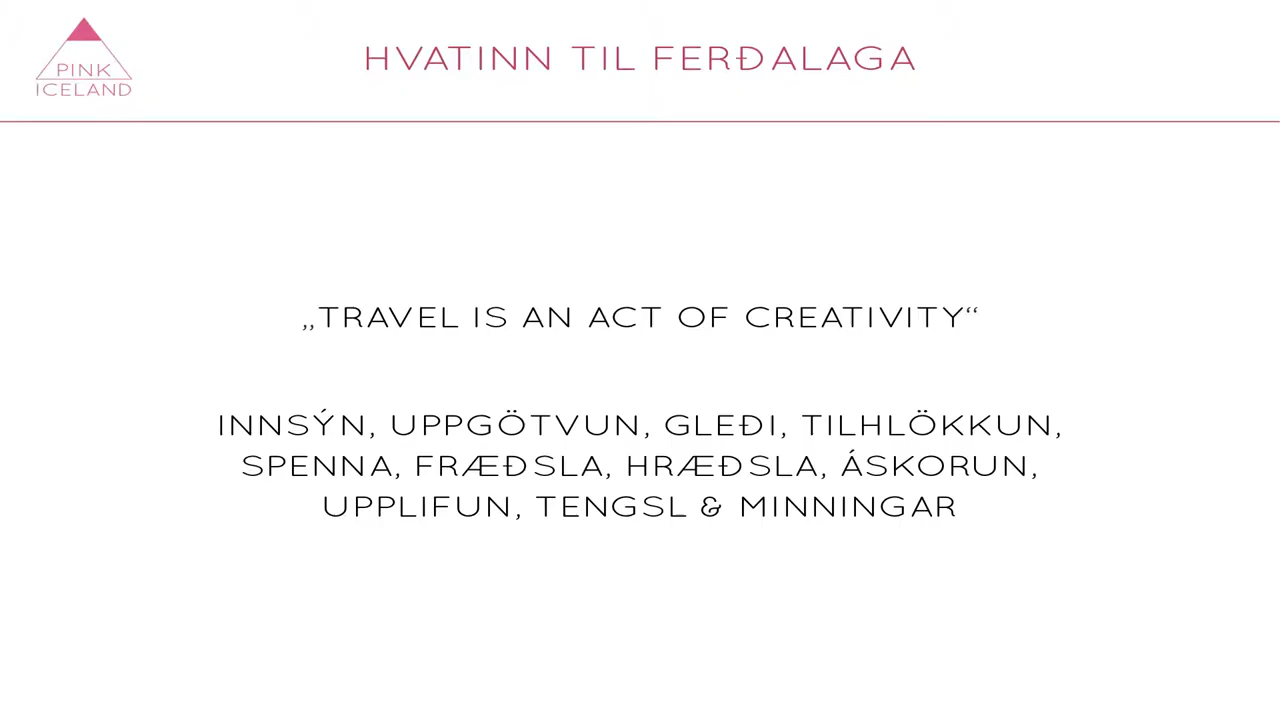 PINK
ICELAND
HVATINN TIL FERÐALAGA
„TRAVEL IS AN ACT OF CREATIVITY“
INNSÝN, UPPGÖTVUN, GLEÐI, TILHLÖKKUN,
SPENNA, FRÆÐSLA, HRÆÐSLA, ÁSKORUN,
UPPLIFUN, TENGSL & MINNINGAR